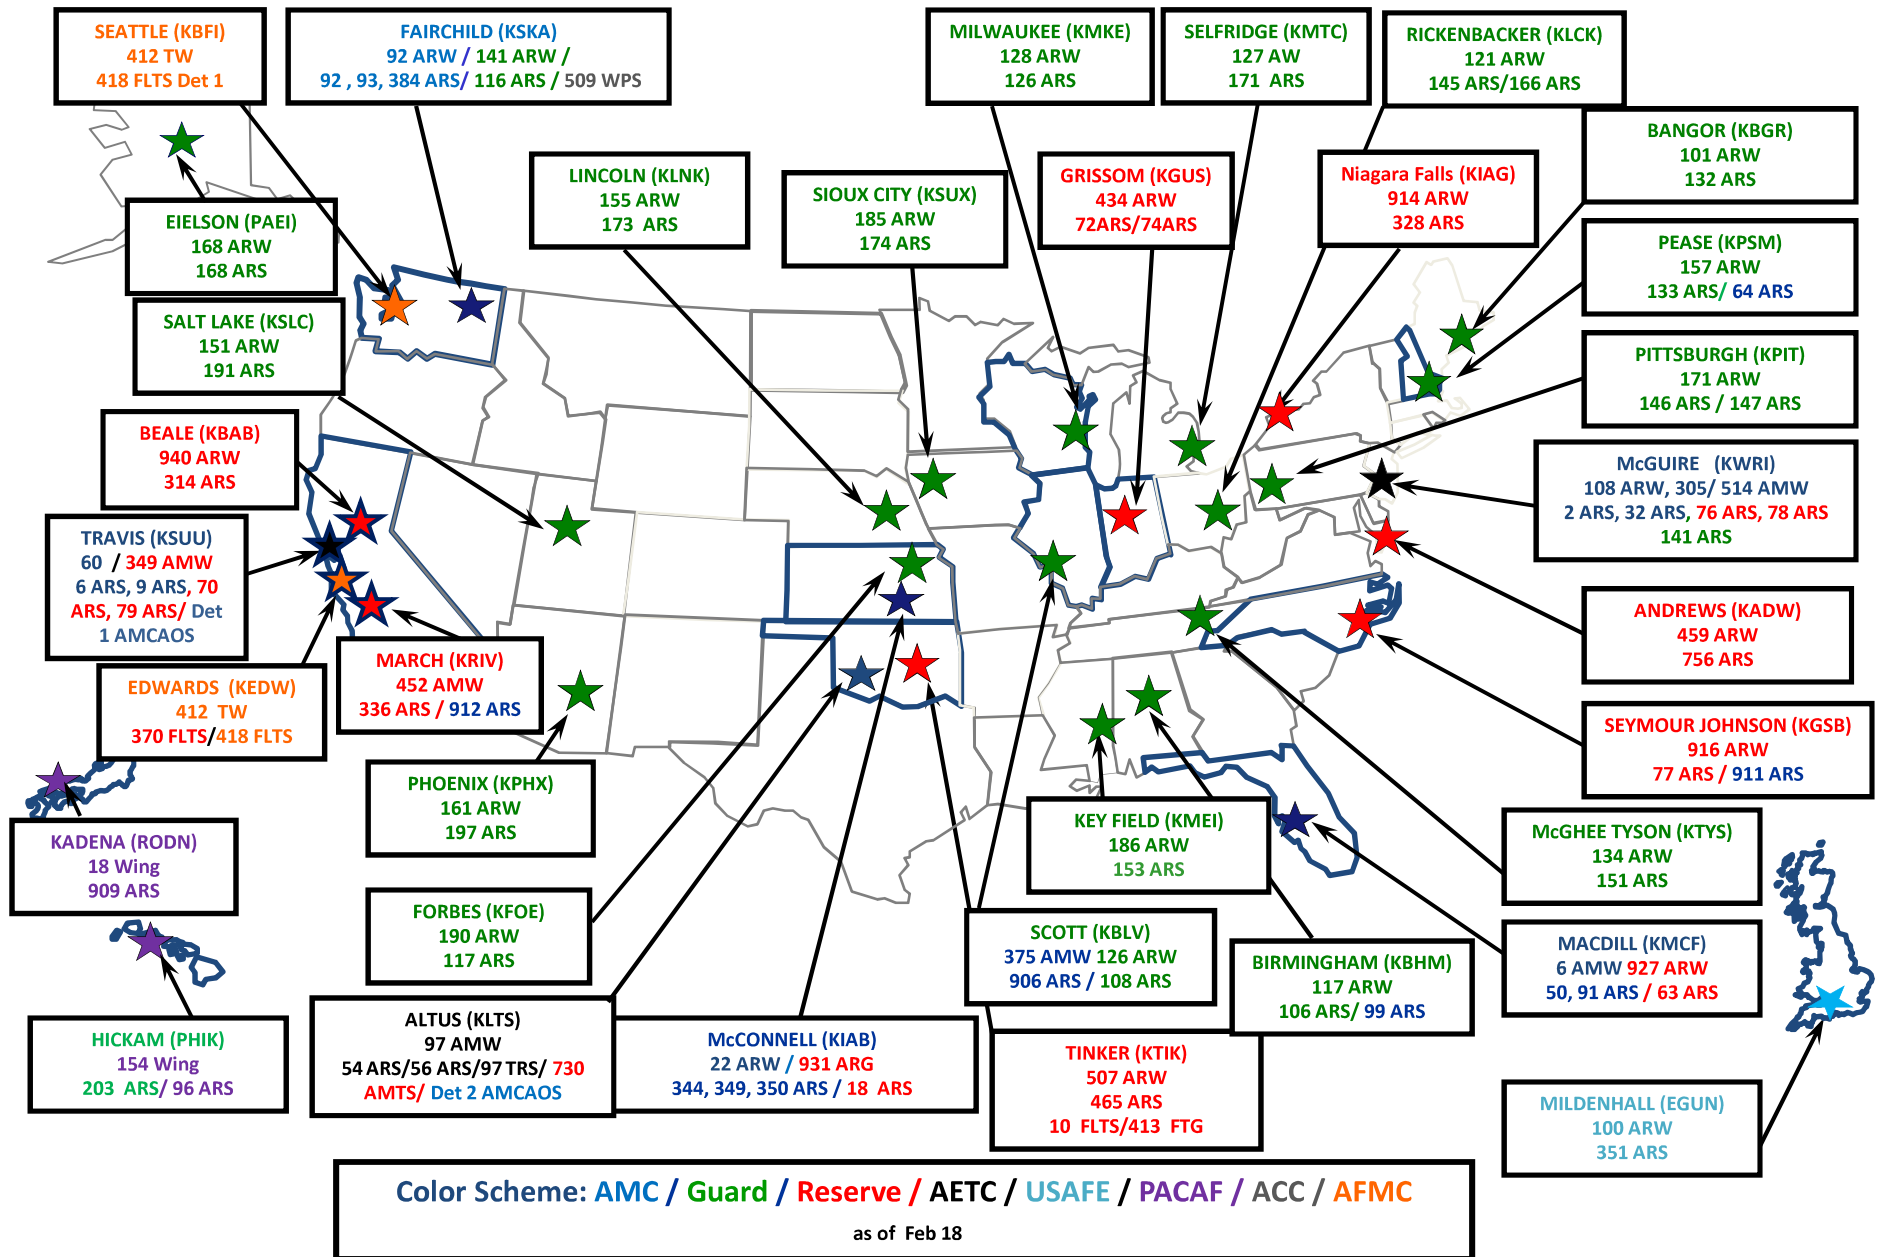 SEATTLE (KBFI)
412 TW
418 FLTS Det 1
FAIRCHILD (KSKA)
92 ARW / 141 ARW /
92 , 93, 384 ARS/ 116 ARS / 509 WPS
MILWAUKEE (KMKE)
128 ARW
126 ARS
SELFRIDGE (KMTC)
127 AW
171 ARS
RICKENBACKER (KLCK)
121 ARW
145 ARS/166 ARS
BANGOR (KBGR)
101 ARW
132 ARS
LINCOLN (KLNK)
155 ARW
173 ARS
SIOUX CITY (KSUX)
185 ARW
174 ARS
GRISSOM (KGUS)
434 ARW
72ARS/74ARS
Niagara Falls (KIAG)
914 ARW
328 ARS
EIELSON (PAEI)
168 ARW
168 ARS
PEASE (KPSM)
157 ARW
133 ARS/ 64 ARS
SALT LAKE (KSLC)
151 ARW
191 ARS
PITTSBURGH (KPIT)
171 ARW
146 ARS / 147 ARS
BEALE (KBAB)
940 ARW
314 ARS
McGUIRE (KWRI)
108 ARW, 305/ 514 AMW
2 ARS, 32 ARS, 76 ARS, 78 ARS
141 ARS
TRAVIS (KSUU)
60 / 349 AMW
6 ARS, 9 ARS, 70
ARS, 79 ARS/ Det
1 AMCAOS
ANDREWS (KADW)
459 ARW
756 ARS
MARCH (KRIV)
452 AMW
336 ARS / 912 ARS
EDWARDS (KEDW)
412 TW
370 FLTS/418 FLTS
SEYMOUR JOHNSON (KGSB)
916 ARW
77 ARS / 911 ARS
PHOENIX (KPHX)
161 ARW
197 ARS
KEY FIELD (KMEI)
186 ARW
153 ARS
McGHEE TYSON (KTYS)
134 ARW
151 ARS
KADENA (RODN)
18 Wing
909 ARS
FORBES (KFOE)
190 ARW
117 ARS
SCOTT (KBLV)
375 AMW 126 ARW
906 ARS / 108 ARS
BIRMINGHAM (KBHM)
117 ARW
106 ARS/ 99 ARS
MACDILL (KMCF)
6 AMW 927 ARW
50, 91 ARS / 63 ARS
HICKAM (PHIK)
154 Wing
203 ARS/ 96 ARS
ALTUS (KLTS)
97 AMW
54 ARS/56 ARS/97 TRS/ 730
AMTS/ Det 2 AMCAOS
McCONNELL (KIAB)
22 ARW / 931 ARG
344, 349, 350 ARS / 18 ARS
TINKER (KTIK)
507 ARW
465 ARS
10 FLTS/413 FTG
MILDENHALL (EGUN)
100 ARW
351 ARS
Color Scheme: AMC / Guard / Reserve / AETC / USAFE / PACAF / ACC / AFMC
as of Feb 18